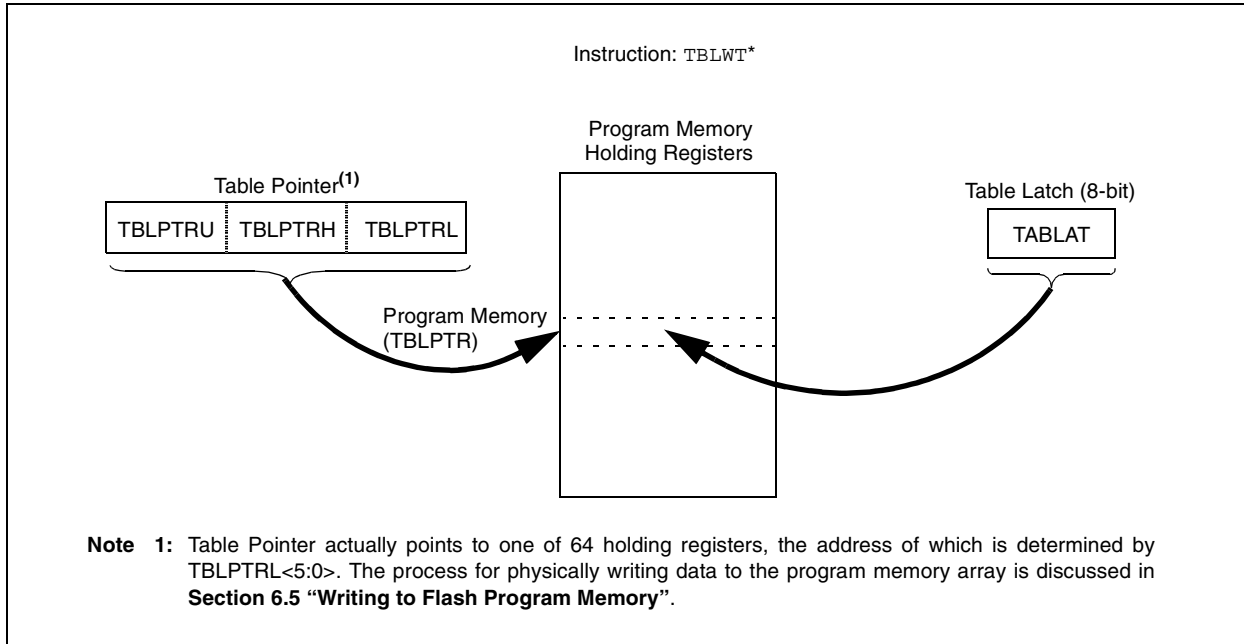 Instruction: TBLWT*
Program Memory
Holding Registers
Table Pointer(1)
Table Latch (8-bit)
TBLPTRU TBLPTRH TBLPTRL
TABLAT
Program Memory
(TBLPTR)
Note 1: Table Pointer actually points to one of 64 holding registers, the address of which is determined by
TBLPTRL<5:0>. The process for physically writing data to the program memory array is discussed in
Section 6.5 “Writing to Flash Program Memory”.